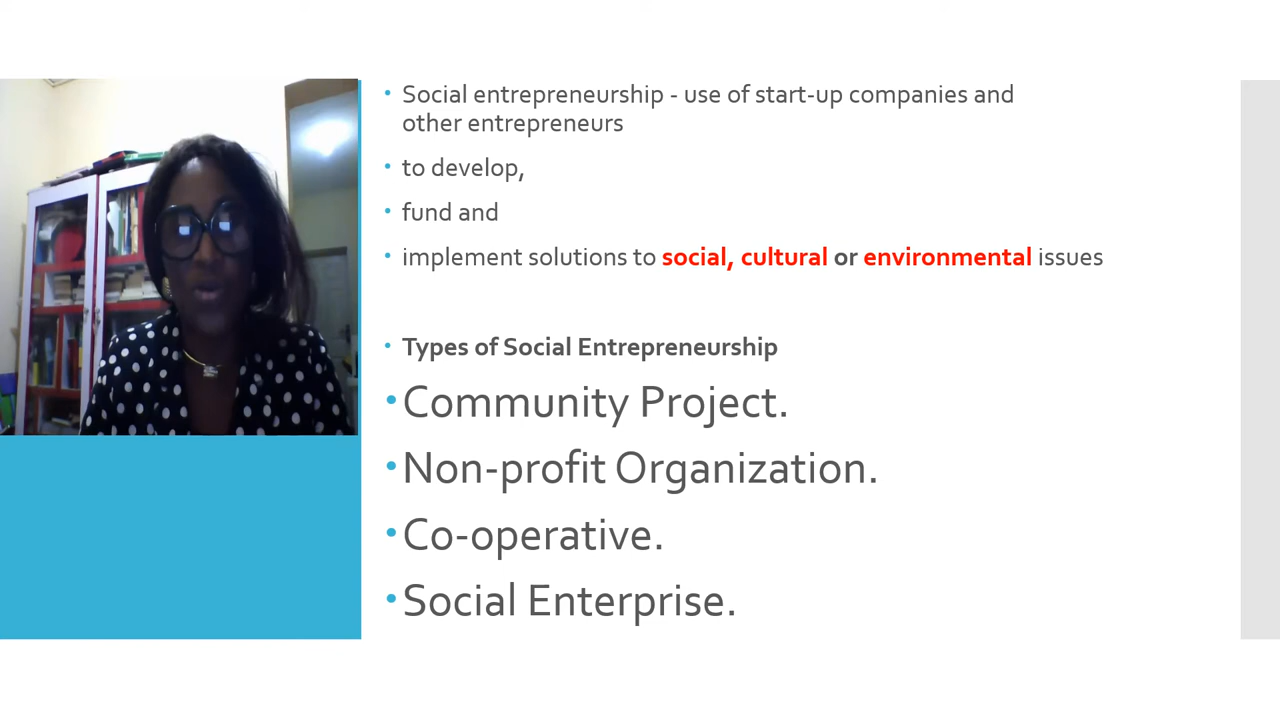 • Social entrepreneurship - use of start-up companies and
other entrepreneurs
• to develop,
• fund and
• implement solutions to social, cultural or environmental issues
• Types of Social Entrepreneurship
• Community Project.
• Non-profit Organization.
• Co-operative.
• Social Enterprise.